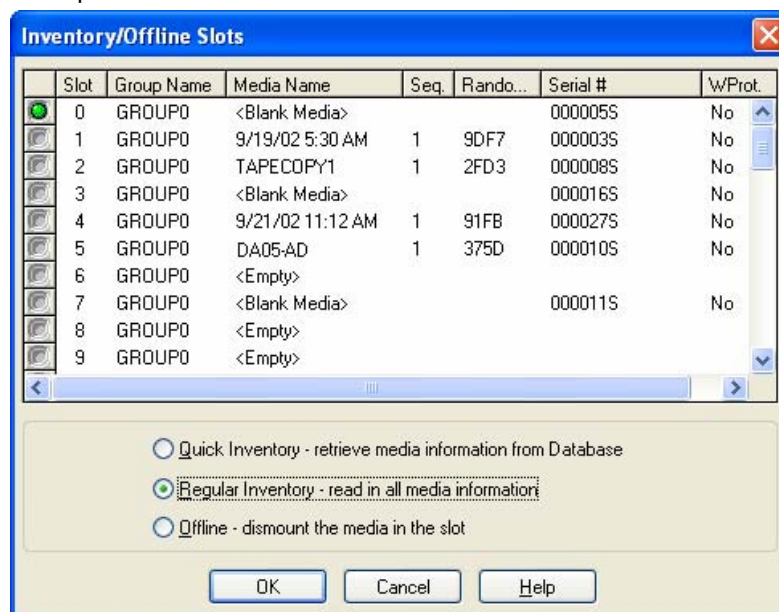 Inventory/Offline Slots
Slot Group Name Media Name Seq. Rando... Serial # WProt.
0 GROUP0 <Blank Media> 000005S No
1 GROUP0 9/19/02 5:30 AM 1 9DF7 000003S No
2 GROUP0 TAPECOPY1 1 2FD3 000008S No
3 GROUP0 <Blank Media> 000016S No
4 GROUP0 9/21/02 11:12 AM 1 91FB 000027S No
5 GROUP0 DA05-AD 1 375D 000010S No
6 GROUP0 <Empty>
7 GROUP0 <Blank Media> 000011S No
8 GROUP0 <Empty>
9 GROUP0 <Empty>
Quick Inventory - retrieve media information from Database
Regular Inventory - read in all media information
Offline - dismount the media in the slot
OK Cancel Help